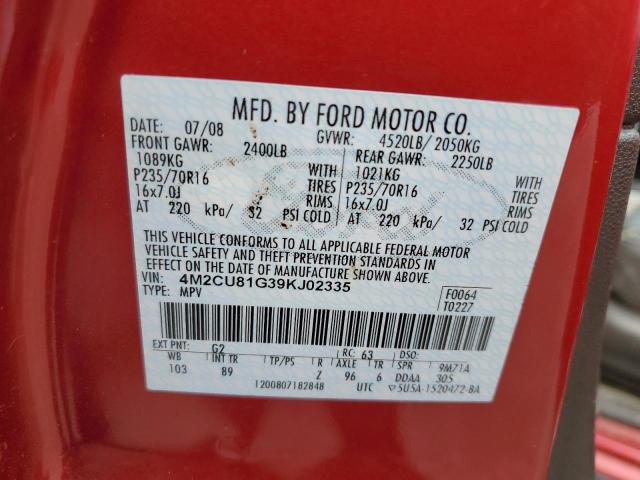 MFD. BY FORD MOTOR CO.
DATE: 07/08 GVWR: 4520LB/ 2050KG
FRONT GAWR: 2400LB REAR GAWR: 2250LB
1089KG WITH 1021KG WITH
P235/70R16 TIRES P235/70R16 TIRES
16x7.0J RIMS 16x7.0J RIMS
AT 220 kPa/ 32 PSI COLD AT 220 kPa/ 32 PSI COLD
THIS VEHICLE CONFORMS TO ALL APPLICABLE FEDERAL MOTOR
VEHICLE SAFETY AND THEFT PREVENTION STANDARDS IN
EFFECT ON THE DATE OF MANUFACTURE SHOWN ABOVE.
VIN: 4M2CU81G39KJ02335 F0064
TYPE: MPV T0227
EXT PNT: G2 RC: 63 DSO:
WB INT TR TP/PS R AXLE TR SPR 9M71A
103 89 Z 96 6 DDAA 305
1200807182848 UTC 5U5A-1520472-BA